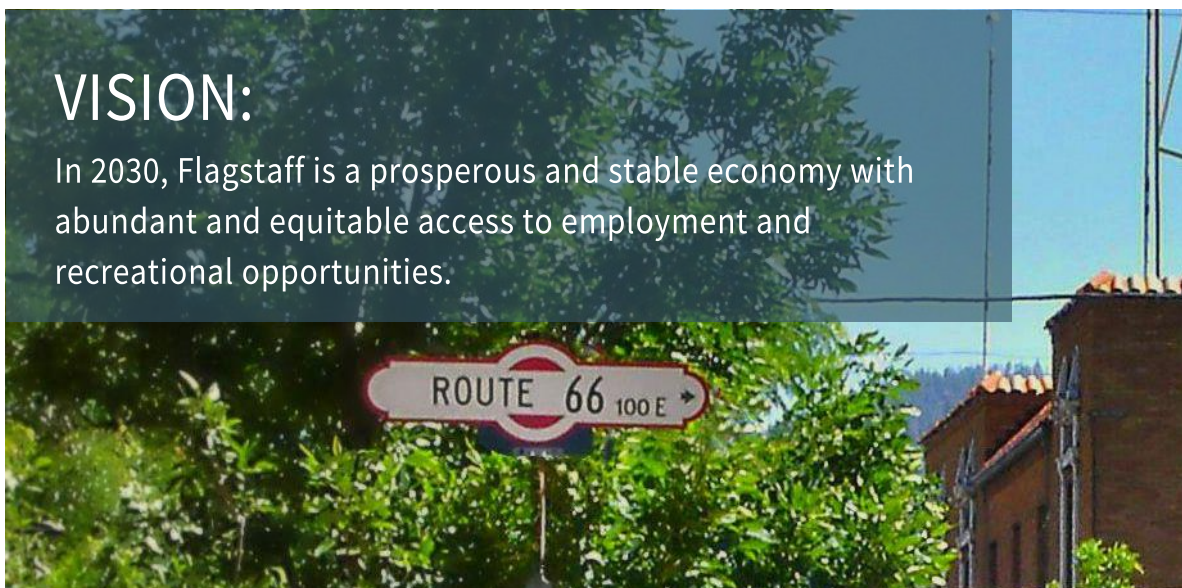 VISION:
In 2030, Flagstaff is a prosperous and stable economy with
abundant and equitable access to employment and
recreational opportunities.
ROUTE 66 100 E